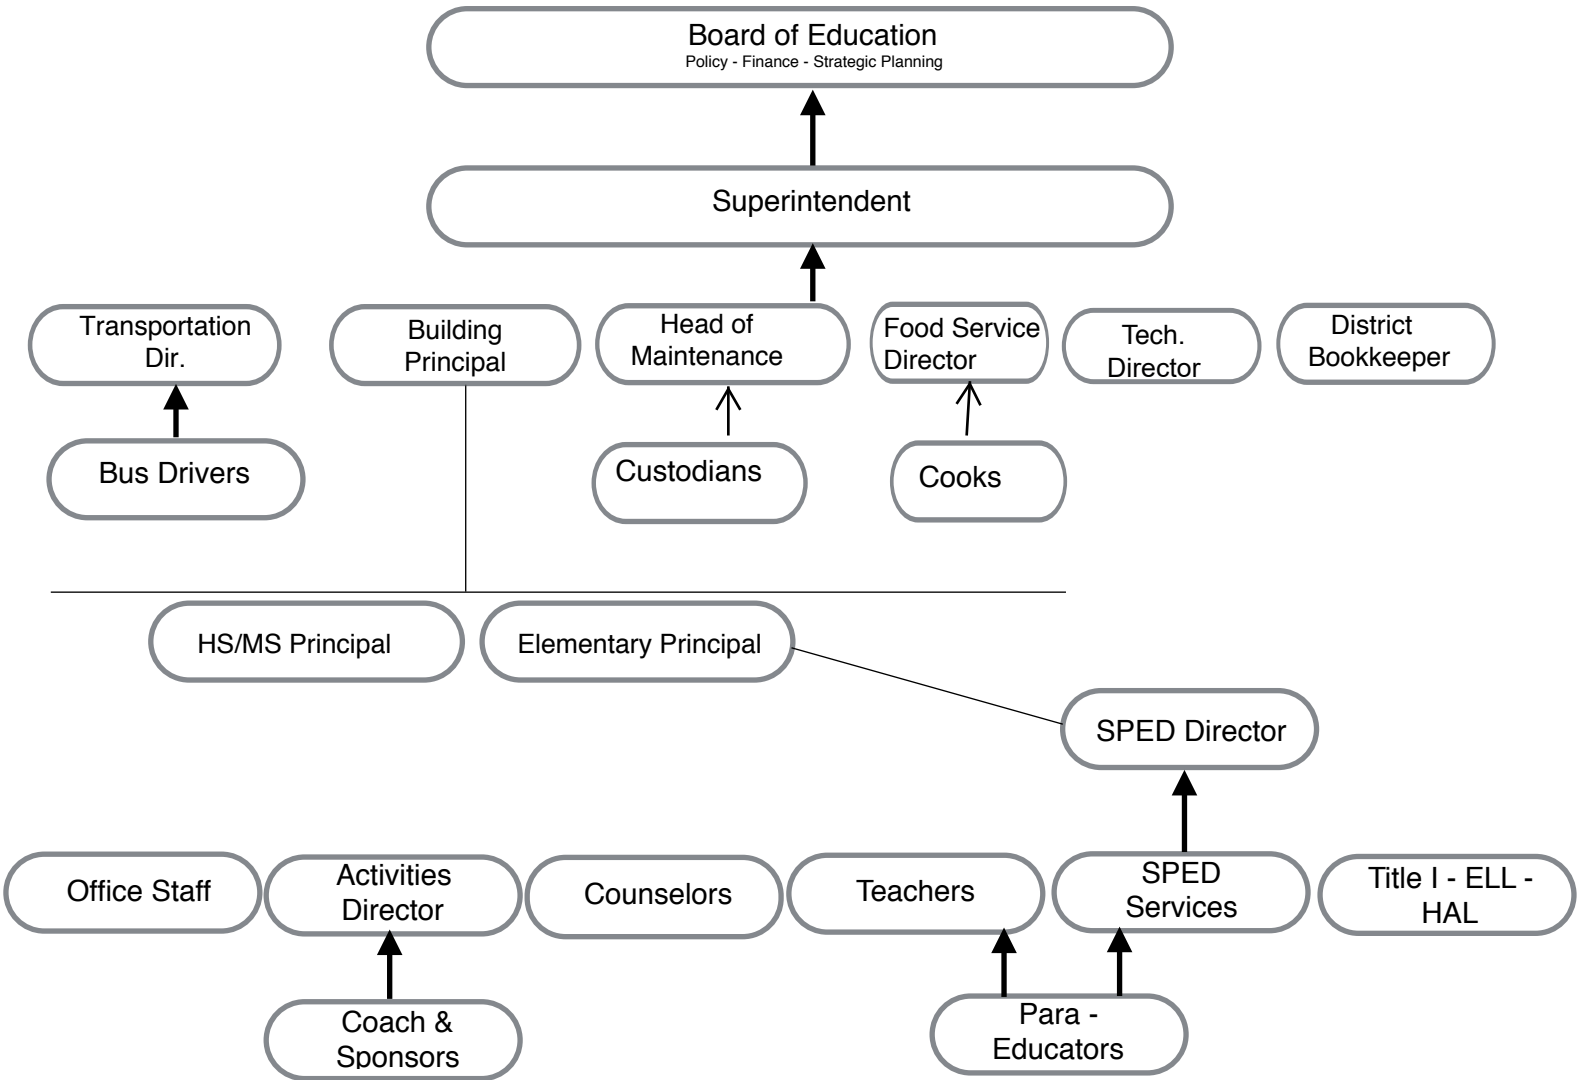 Board of Education
Policy - Finance - Strategic Planning
Superintendent
Transportation
Dir.
Building
Principal
Head of
Maintenance
Food Service
Director
Tech.
Director
District
Bookkeeper
Bus Drivers
Custodians
Cooks
HS/MS Principal
Elementary Principal
SPED Director
Office Staff
Activities
Director
Counselors
Teachers
SPED
Services
Title I - ELL -
HAL
Coach &
Sponsors
Para -
Educators